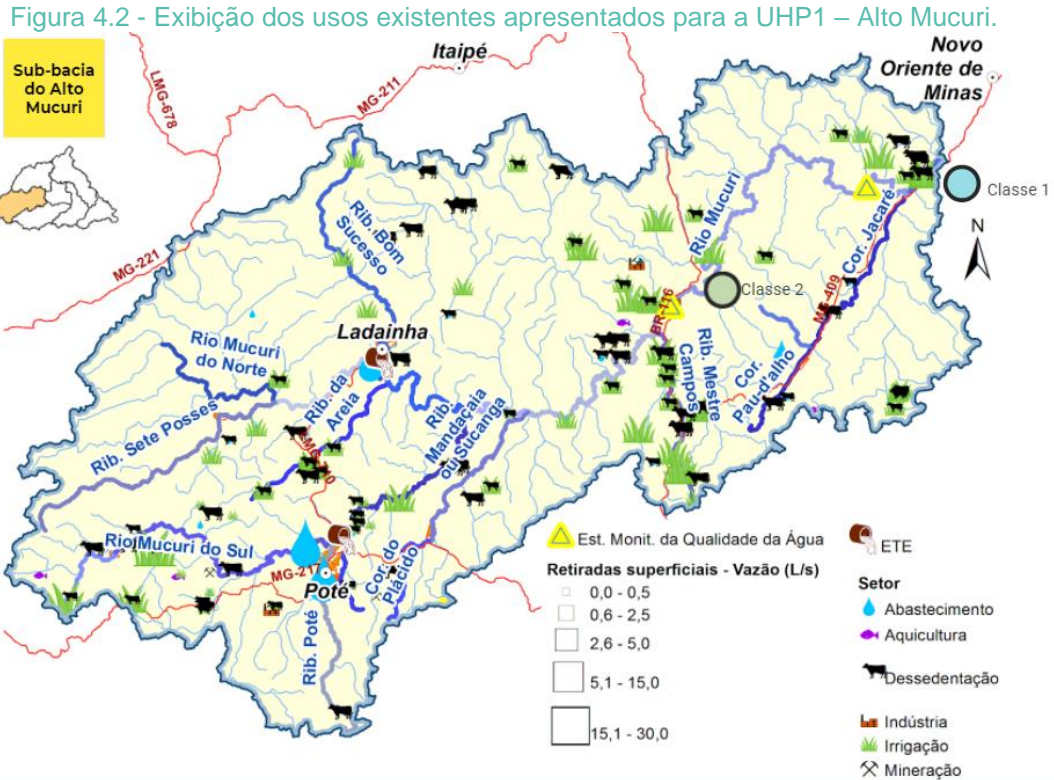 Figura 4.2 - Exibição dos usos existentes apresentados para a UHP1 – Alto Mucuri.
Sub-bacia
do Alto
Mucuri
LMG-678
MG-211
Itaipé
Novo
Oriente de
Minas
Classe 1
N
MG-221
Rib. Bom
Sucesso
Rio Mucuri
Cor. Jacaré
MG-409
Classe 2
BR-116
Ladainha
Rio Mucuri
do Norte
Rib. da
Areia
Rib.
Mandaçaia
ou Suçanga
Rib. Mestre
Campos
Cor.
Pau-d'alho
Rib. Sete Posses
Rio Mucuri do Sul
MG-217
Poté
Cor. do
Plácido
Rib. Poté
Est. Monit. da Qualidade da Água
ETE
Retiradas superficiais - Vazão (L/s)
0,0 - 0,5
0,6 - 2,5
2,6 - 5,0
5,1 - 15,0
15,1 - 30,0
Setor
Abastecimento
Aquicultura
Dessedentação
Indústria
Irrigação
Mineração